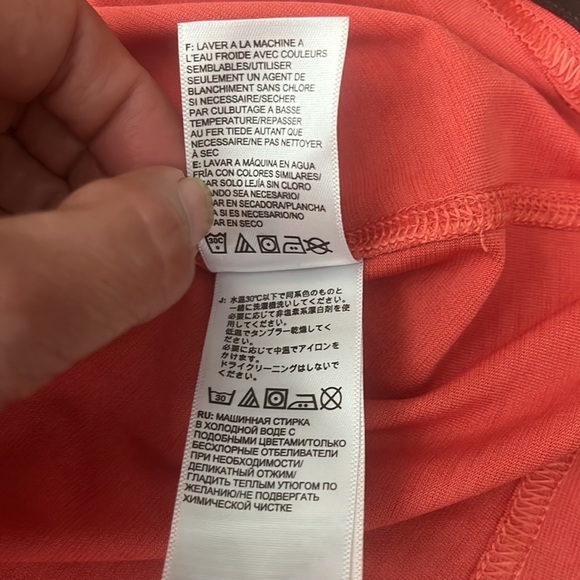 F: LAVER A LA MACHINE A
L'EAU FROIDE AVEC COULEURS
SEMBLABLES/UTILISER
SEULEMENT UN AGENT DE
BLANCHIMENT SANS CHLORE
SI NECESSAIRE/SECHER
PAR CULBUTAGE A BASSE
TEMPERATURE/REPASSER
AU FER TIEDE AUTANT QUE
NECESSAIRE/NE PAS NETTOYER
À SEC
E: LAVAR A MÁQUINA EN AGUA
FRÍA CON COLORES SIMILARES/
AR SOLO LEJÍA SIN CLORO
ANDO SEA NECESARIO/
AR EN SECADORA/PLANCHA
A SI ES NECESARIO/NO
AR EN SECO
30C
J: 水温30℃以下で同系色のものと
一緒に洗濯機洗いしてください。
必要に応じて非塩素系漂白剤を使
用してください。
低温でタンブラー乾燥してく
ださい。
必要に応じて中温でアイロンを
かけます。
ドライクリーニングはしないで
ください。
30
RU: МАШИННАЯ СТИРКА
В ХОЛОДНОЙ ВОДЕ С
ПОДОБНЫМИ ЦВЕТАМИ/ТОЛЬКО
БЕСХЛОРНЫЕ ОТБЕЛИВАТЕЛИ
ПРИ НЕОБХОДИМОСТИ/
ДЕЛИКАТНЫЙ ОТЖИМ/
ГЛАДИТЬ ТЕПЛЫМ УТЮГОМ ПО
ЖЕЛАНИЮ/НЕ ПОДВЕРГАТЬ
ХИМИЧЕСКОЙ ЧИСТКЕ